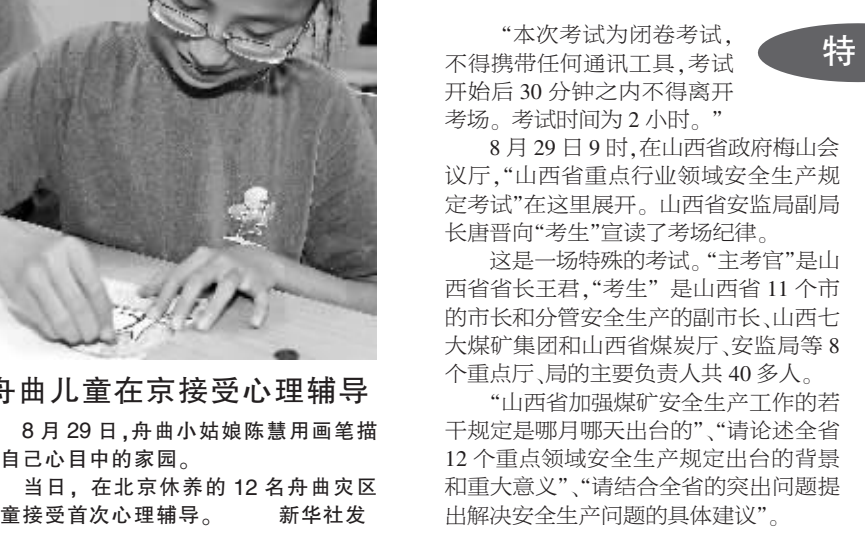 舟曲儿童在京接受心理辅导
8 月 29 日,舟曲小姑娘陈慧用画笔描
自己心目中的家园。
当日，在北京休养的 12 名舟曲灾区
童接受首次心理辅导。 新华社发
特
“本次考试为闭卷考试，
不得携带任何通讯工具，考试
开始后 30 分钟之内不得离开
考场。考试时间为 2 小时。”
8 月 29 日 9 时，在山西省政府梅山会
议厅，“山西省重点行业领域安全生产规
定考试”在这里展开。山西省安监局副局
长唐晋向“考生”宣读了考场纪律。
这是一场特殊的考试。“主考官”是山
西省省长王君，“考生”是山西省 11 个市
的市长和分管安全生产的副市长、山西七
大煤矿集团和山西省煤炭厅、安监局等 8
个重点厅、局的主要负责人共 40 多人。
“山西省加强煤矿安全生产工作的若
干规定是哪月哪天出台的”、“请论述全省
12 个重点领域安全生产规定出台的背景
和重大意义”、“请结合全省的突出问题提
出解决安全生产问题的具体建议”。